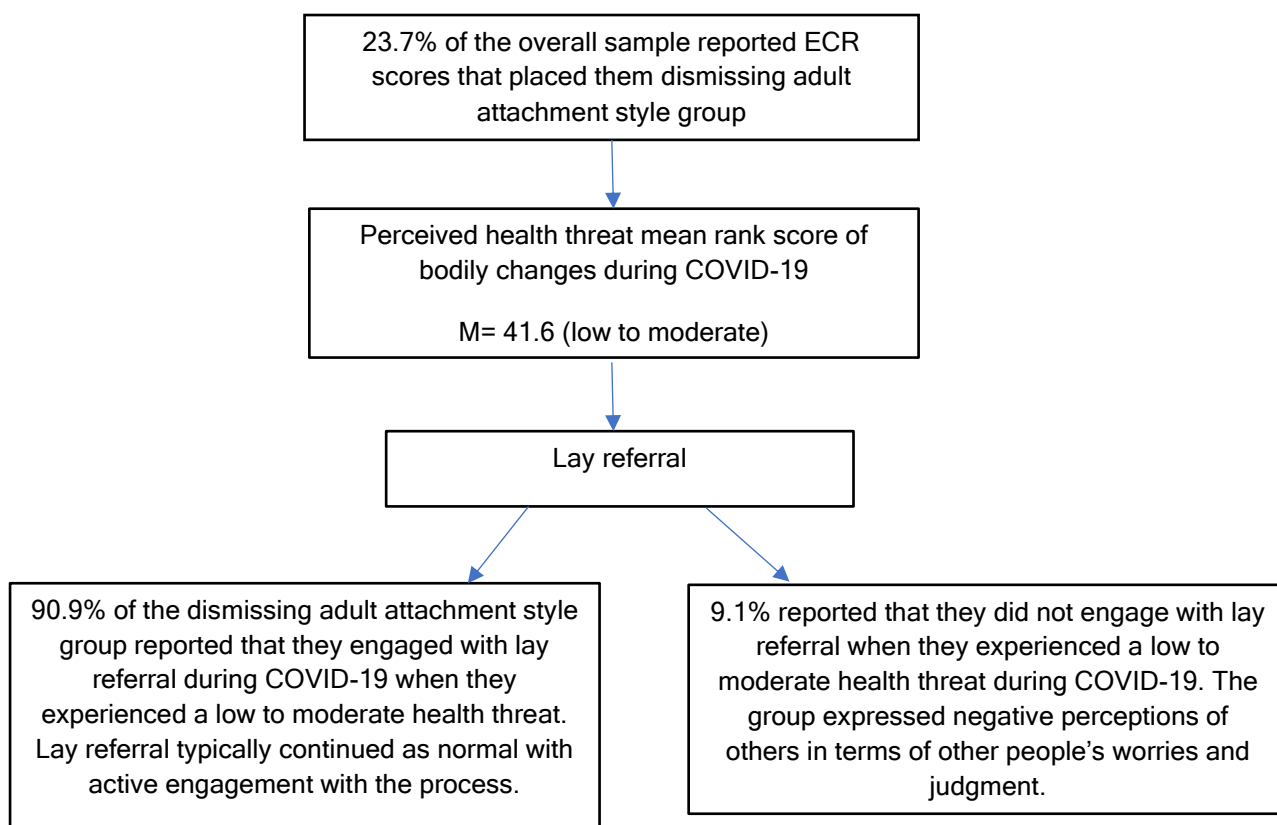 23.7% of the overall sample reported ECR
scores that placed them dismissing adult
attachment style group
Perceived health threat mean rank score of
bodily changes during COVID-19
M= 41.6 (low to moderate)
Lay referral
90.9% of the dismissing adult attachment style
group reported that they engaged with lay
referral during COVID-19 when they
experienced a low to moderate health threat.
Lay referral typically continued as normal with
active engagement with the process.
9.1% reported that they did not engage with lay
referral when they experienced a low to
moderate health threat during COVID-19. The
group expressed negative perceptions of
others in terms of other people’s worries and
judgment.